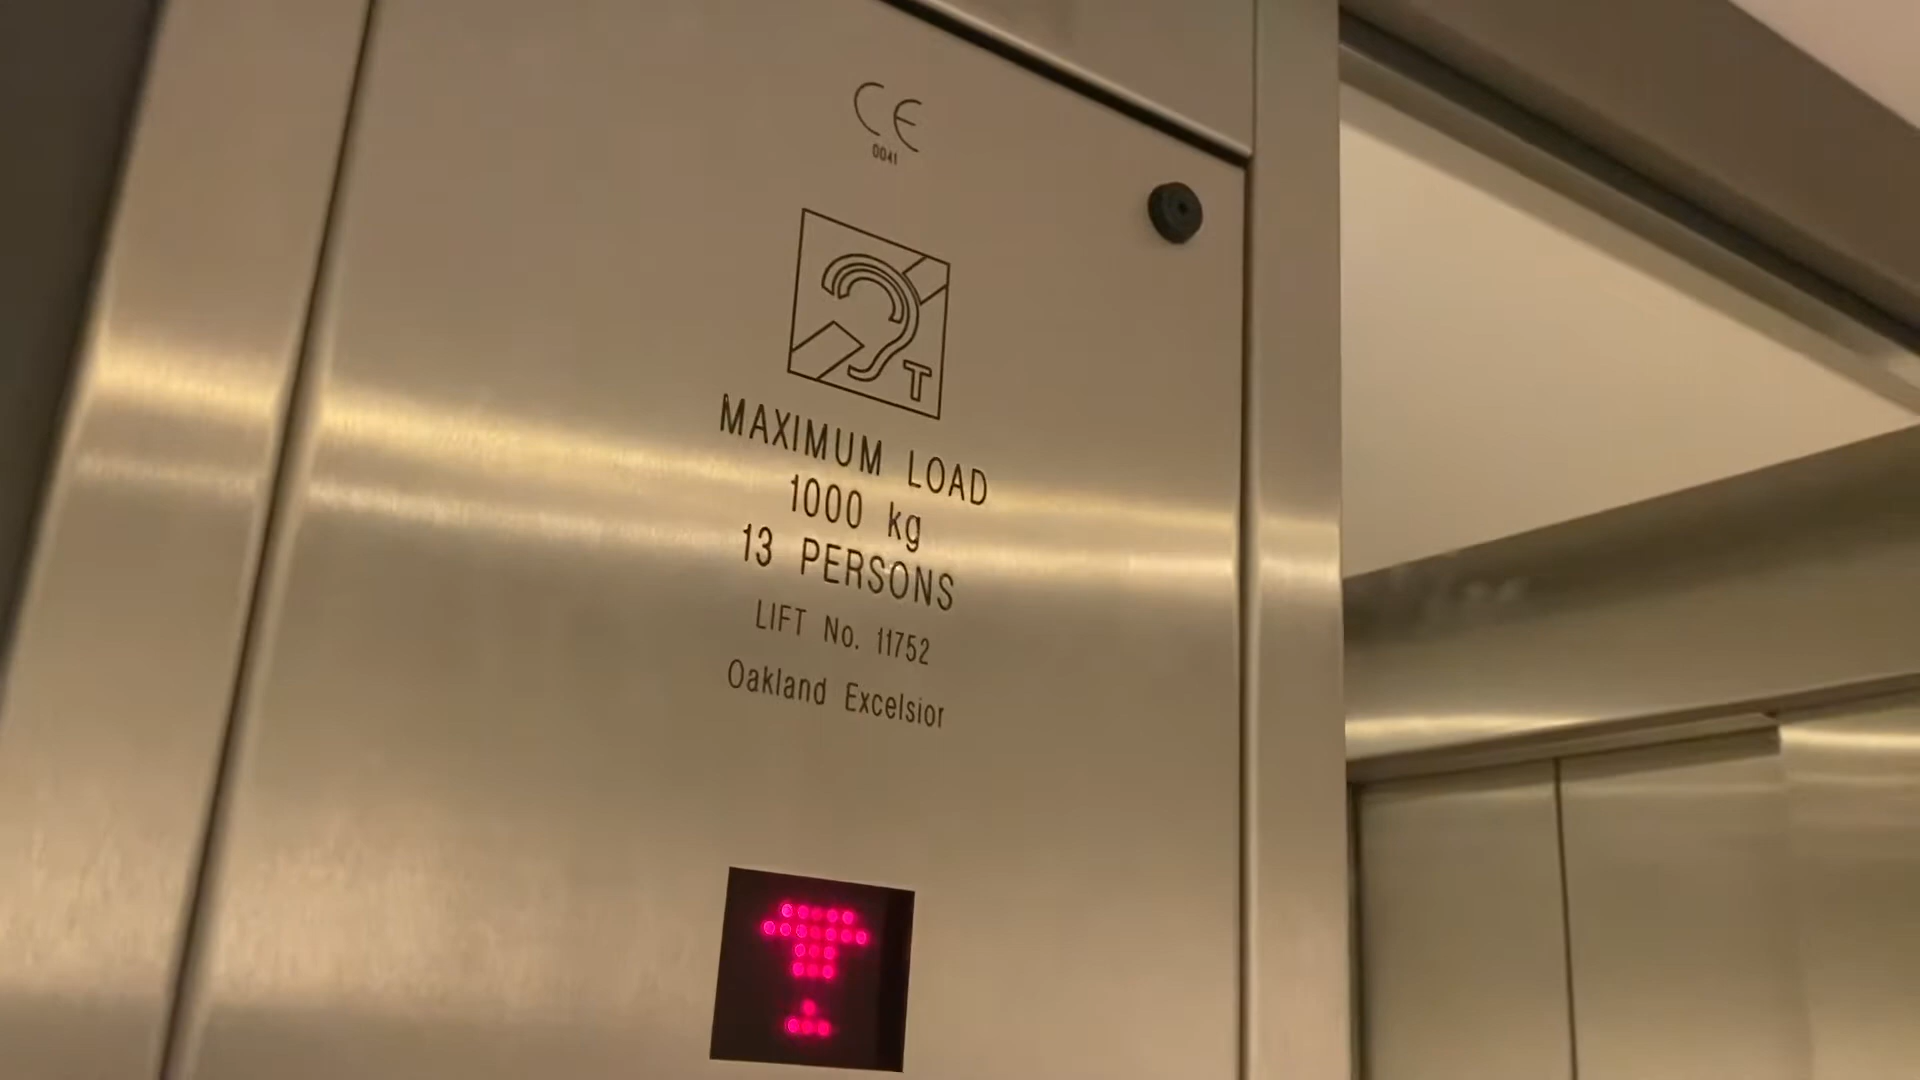 CE
0041
T
MAXIMUM LOAD
1000 kg
13 PERSONS
LIFT No. 11752
Oakland Excelsior